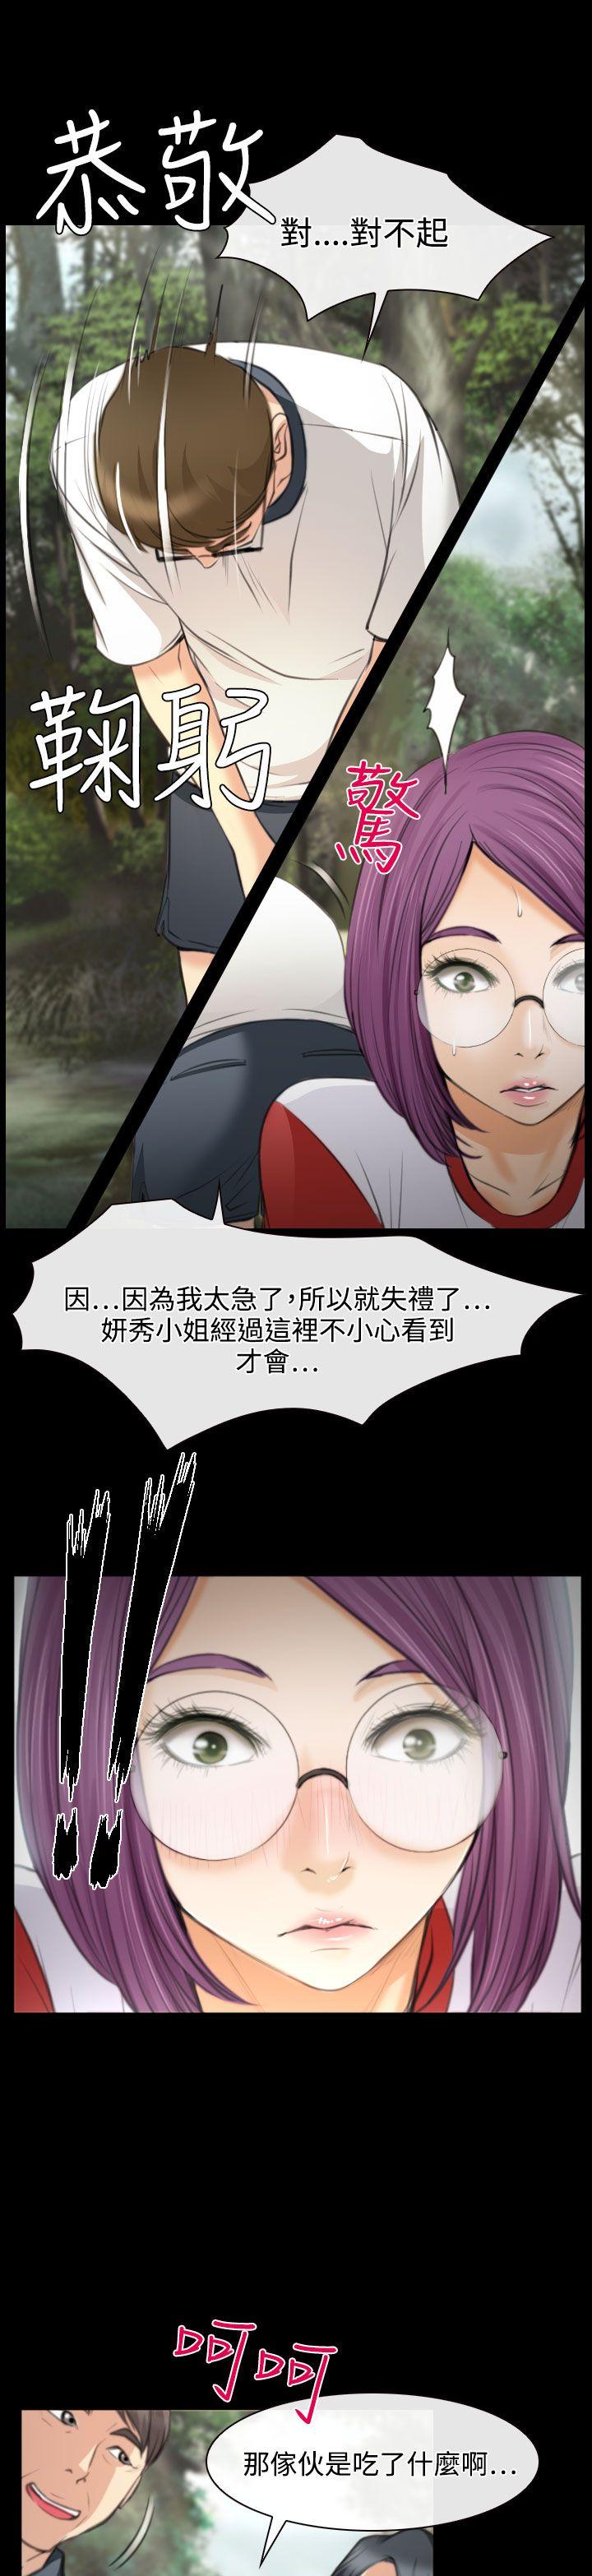 恭敬
對....對不起
鞠躬
驚
因...因為我太急了,所以就失禮了...
妍秀小姐經過這裡不小心看到
才會...
呵呵
那傢伙是吃了什麼啊...